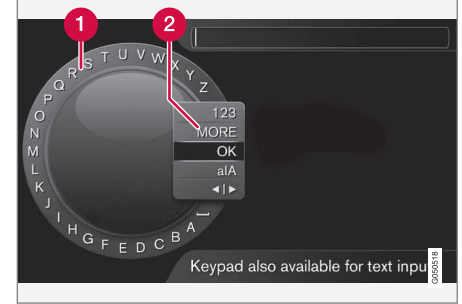 1
2
A B C D E F G H I J K L M N O P Q R S T U V W X Y Z
123
MORE
OK
a|A
◄|►
Keypad also available for text inpu
G050518